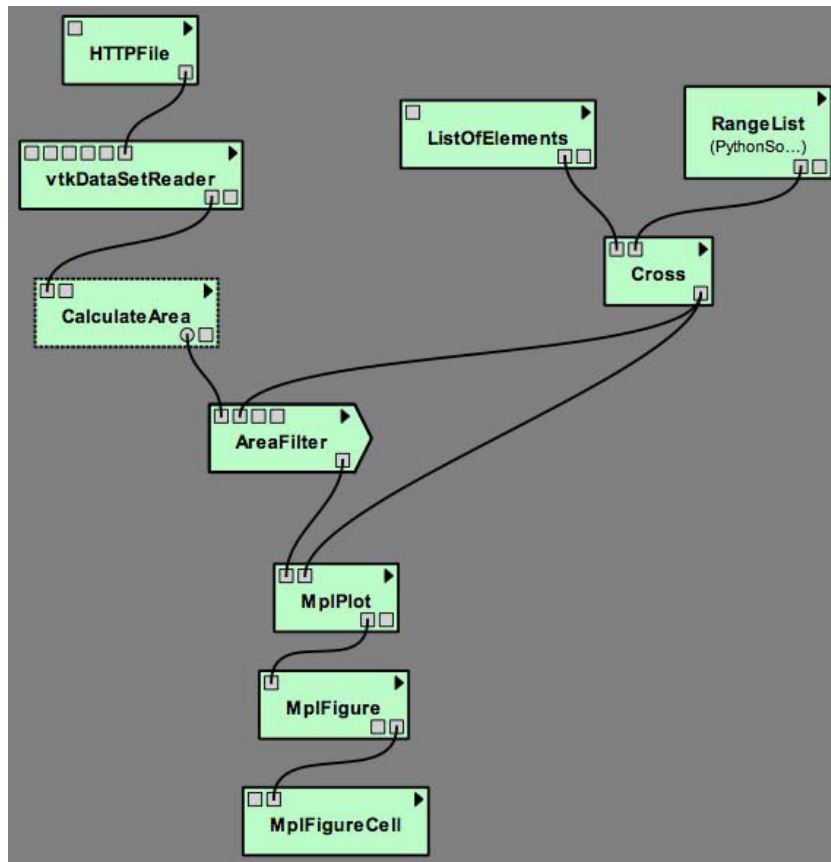 HTTPFile
vtkDataSetReader
ListOfElements
RangeList
(PythonSo...)
Cross
CalculateArea
AreaFilter
MplPlot
MplFigure
MplFigureCell